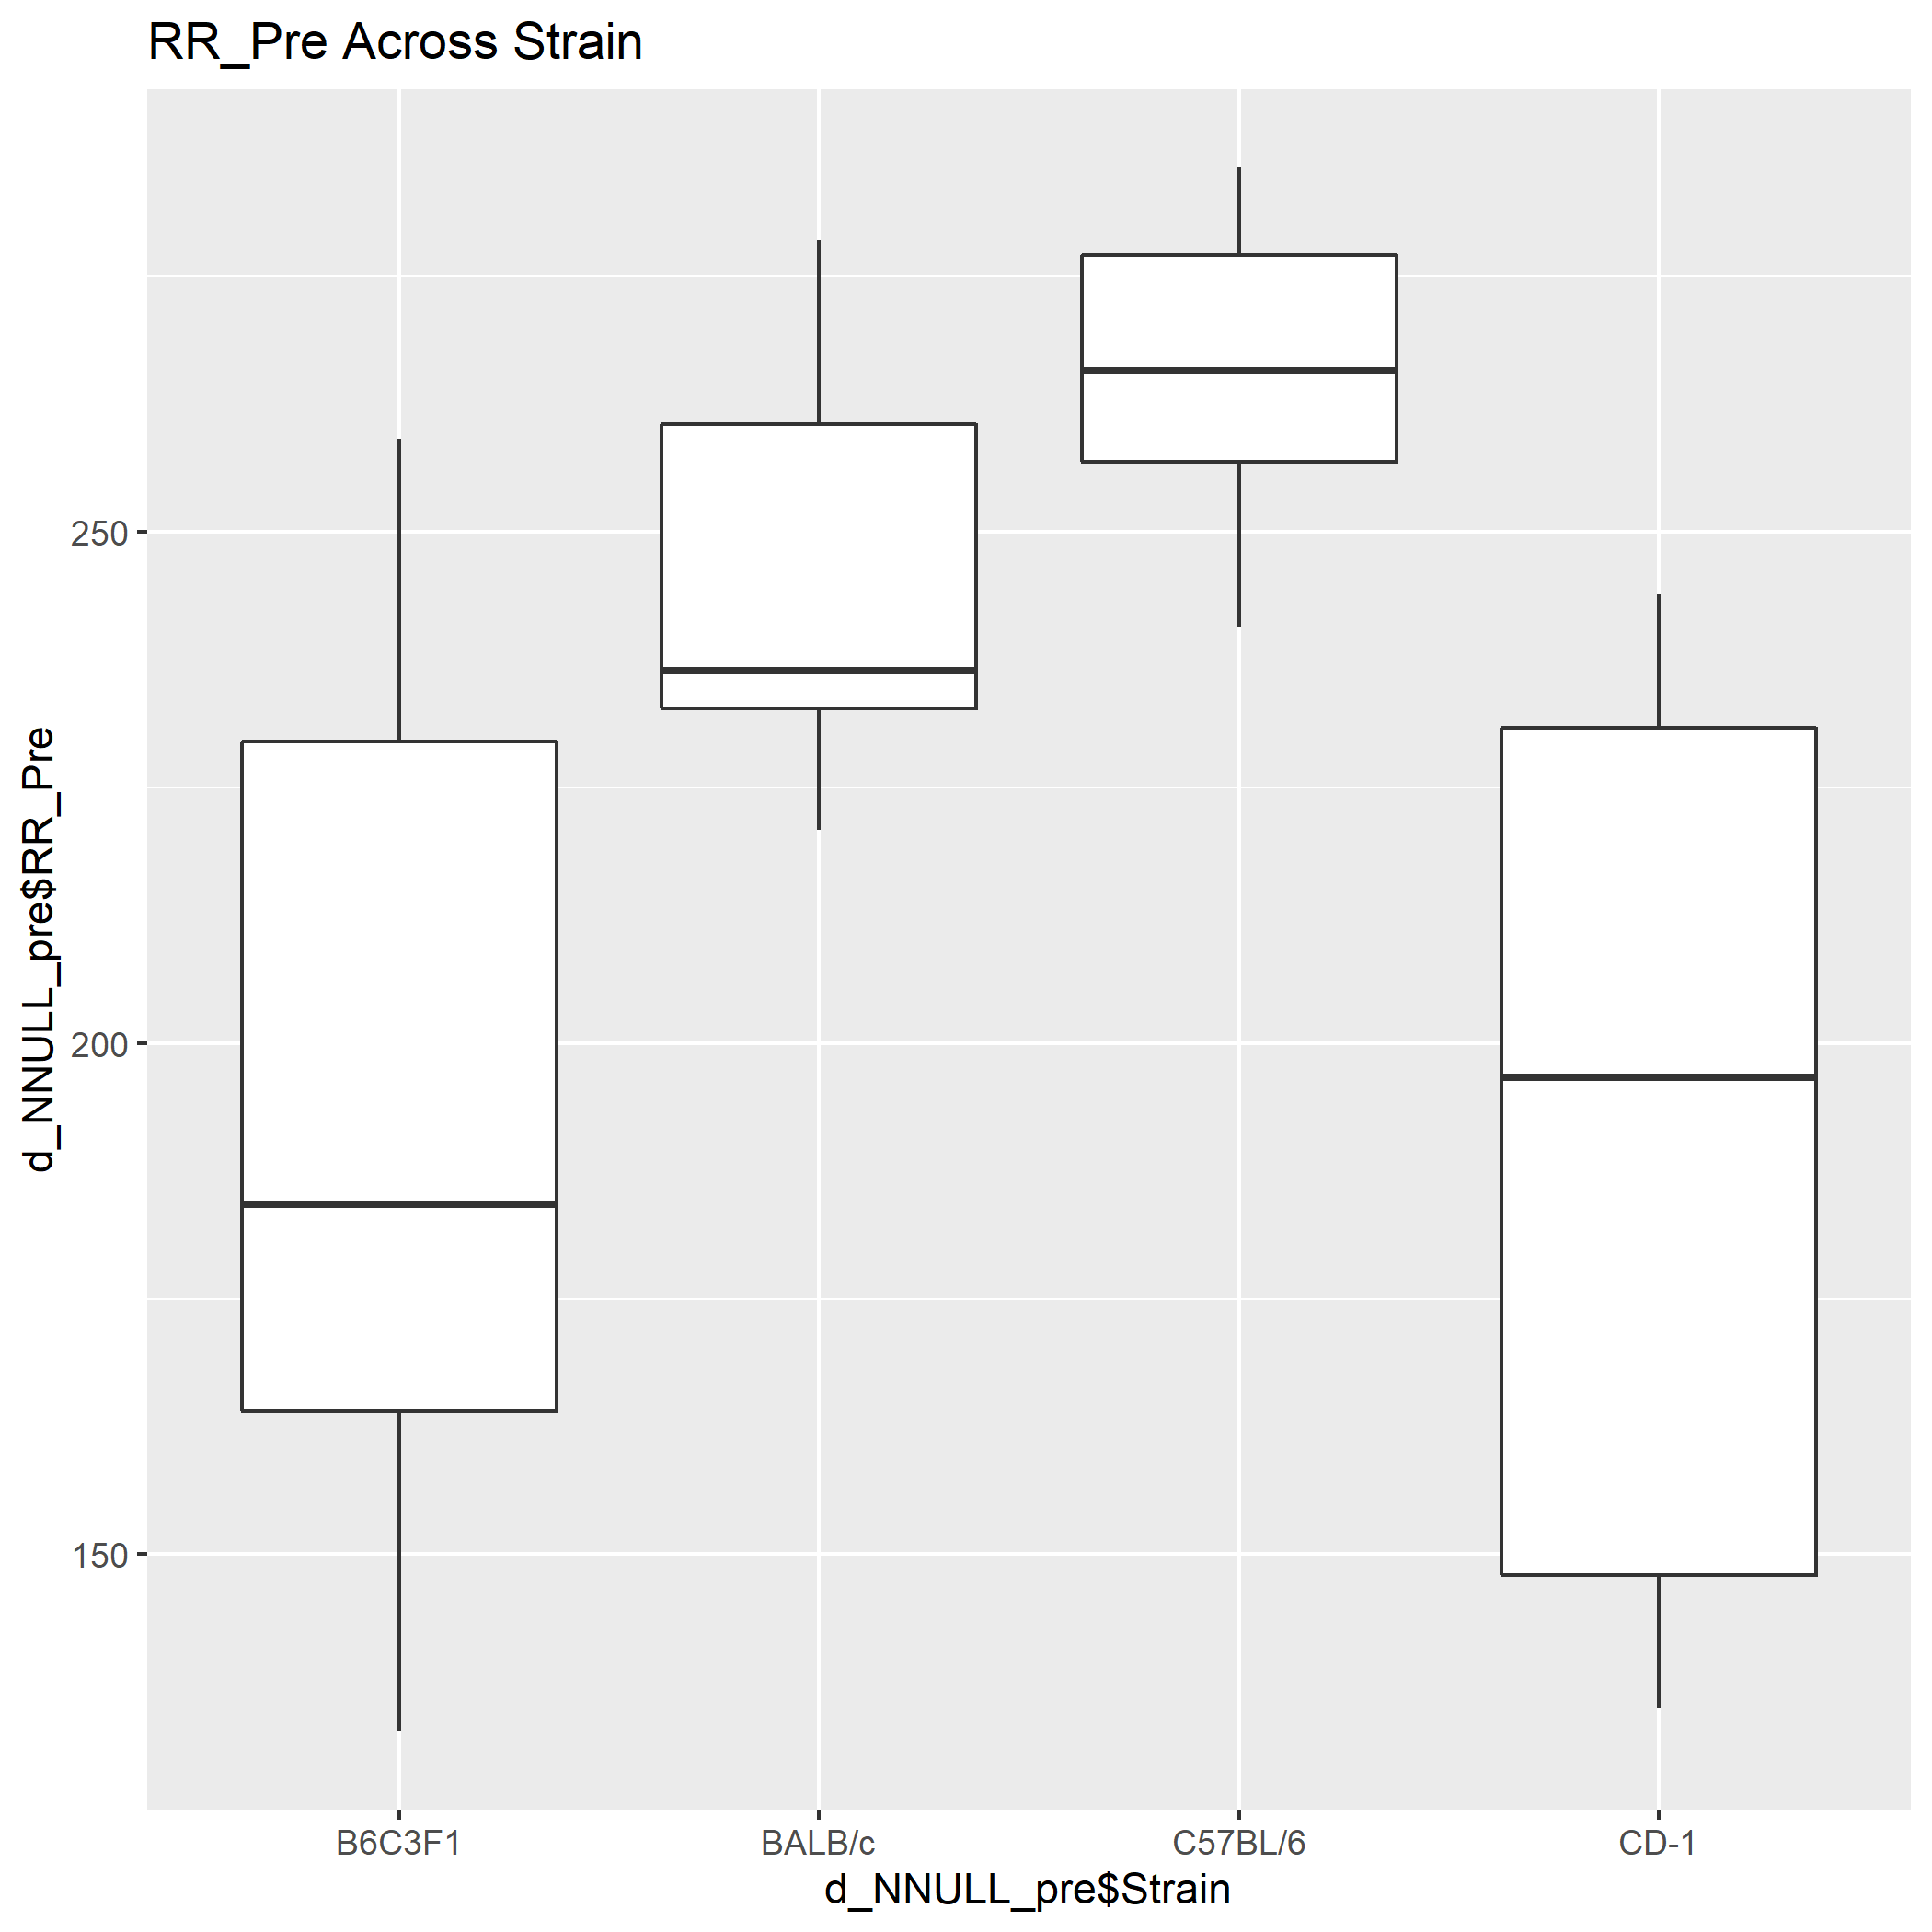 RR_Pre Across Strain
d_NNULL_pre$RR_Pre
250
200
150
B6C3F1
BALB/c
C57BL/6
CD-1
d_NNULL_pre$Strain